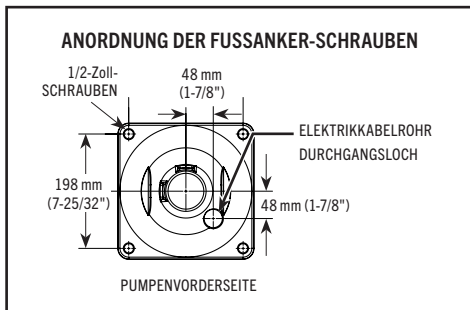 ANORDNUNG DER FUSSANKER-SCHRAUBEN
1/2-Zoll-
SCHRAUBEN
48 mm
(1-7/8")
ELEKTRIKKABELROHR
DURCHGANGSLOCH
198 mm
(7-25/32")
48 mm (1-7/8")
PUMPENVORDERSEITE